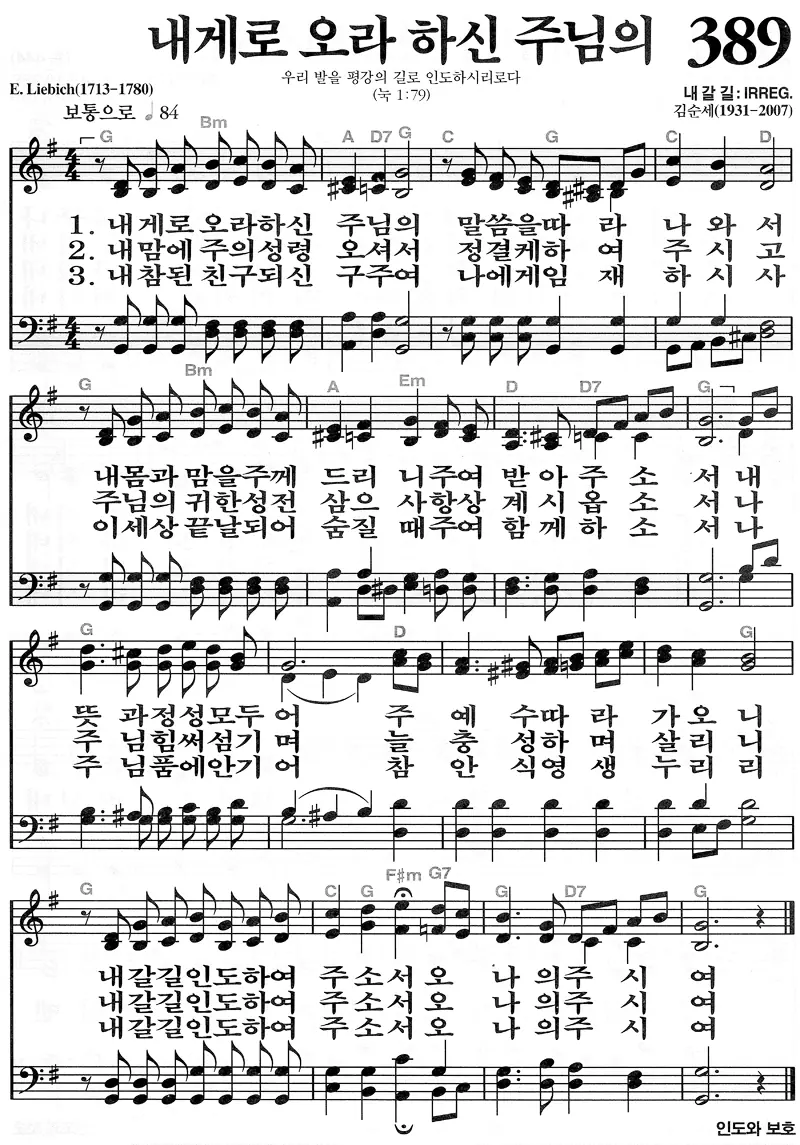 내게로 오라 하신 주님의 389
우리 발을 평강의 길로 인도하시리로다
(눅 1:79)
E. Liebich(1713-1780)
내 갈 길: IRREG.
보통으로 ♩84
김순세(1931-2007)
G Bm A D7 G C G C D
1. 내게로 오라하신 주님의 말씀을따 라 나 와 서
2. 내맘에 주의성령 오셔서 정결케하 여 주 시 고
3. 내참된 친구되신 구주여 나에게임 재 하 시 사
G Bm A Em D D7 G
내몸과 맘을주께 드리 니주여 받 아 주 소 서 내
주님의 귀한성전 삼으 사항상 계 시 옵 소 서 나
이세상 끝날되어 숨질 때주여 함 께 하 소 서 나
G D G
뜻 과정성모두어 주 예 수따 라 가 오 니
주 님힘써섬기며 늘 충 성하 며 살 리 니
주 님품에안기어 참 안 식영 생 누 리 리
G C G F#m G7 G D7 G
내갈길인도하여 주소서오 나 의주 시 여
내갈길인도하여 주소서오 나 의주 시 여
내갈길인도하여 주소서오 나 의주 시 여
인도와 보호